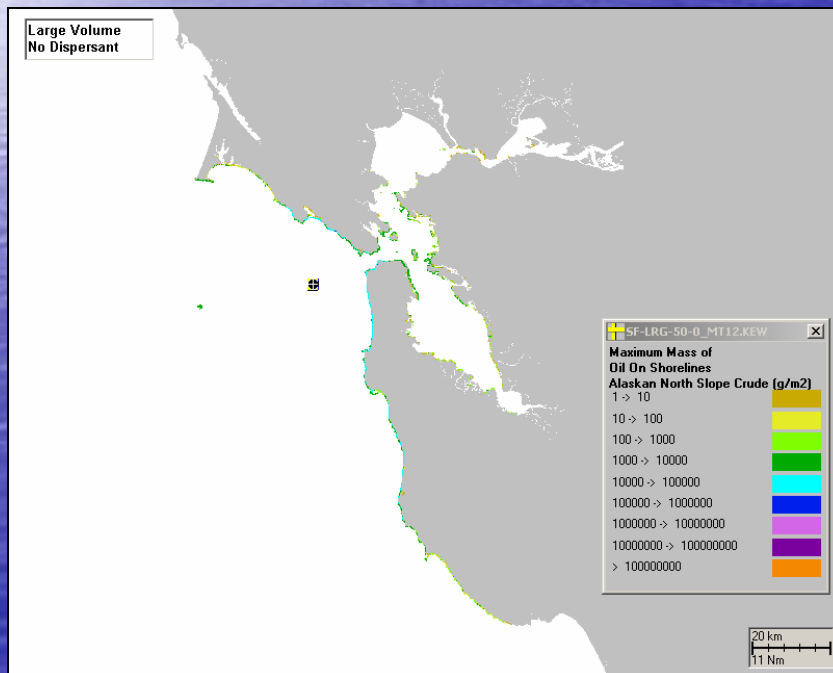 Large Volume
No Dispersant
SF-LRG-50-0_MT12.KEW
Maximum Mass of
Oil On Shorelines
Alaskan North Slope Crude (g/m2)
1 -> 10
10 -> 100
100 -> 1000
1000 -> 10000
10000 -> 100000
100000 -> 1000000
1000000 -> 10000000
10000000 -> 100000000
> 100000000
20 km
11 Nm